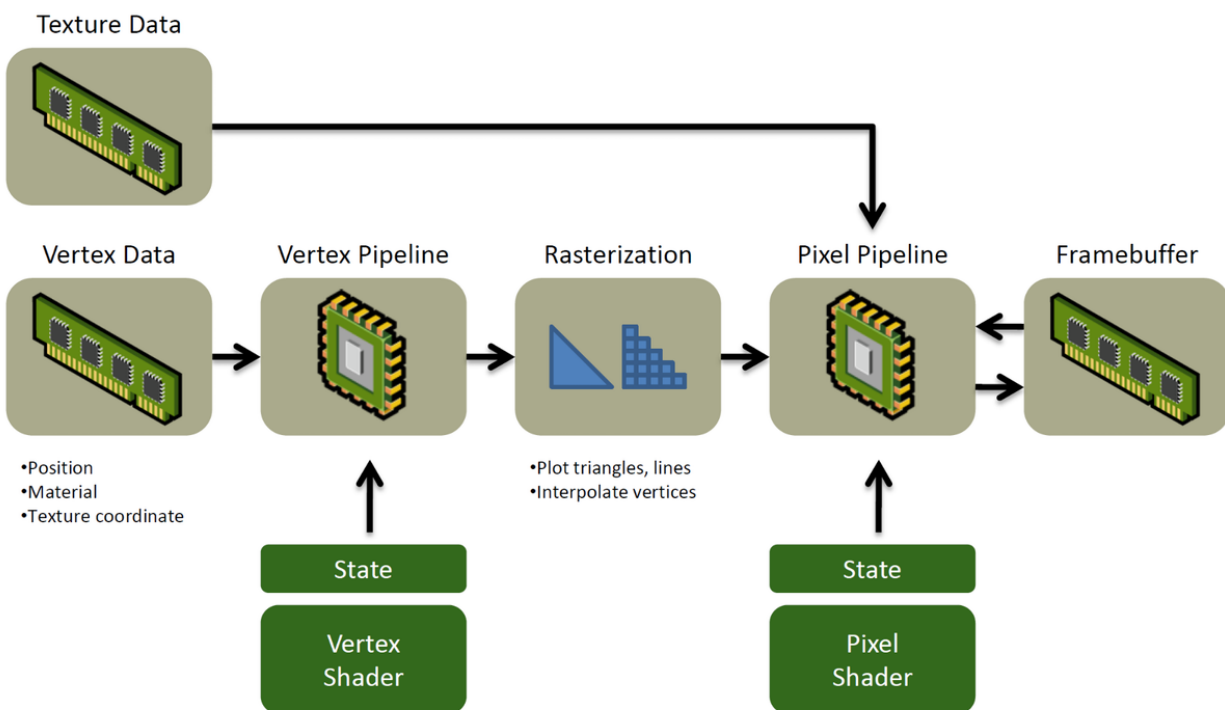 Texture Data
Vertex Data
Vertex Pipeline
Rasterization
Pixel Pipeline
Framebuffer
•Position
•Material
•Texture coordinate
•Plot triangles, lines
•Interpolate vertices
State
Vertex
Shader
State
Pixel
Shader